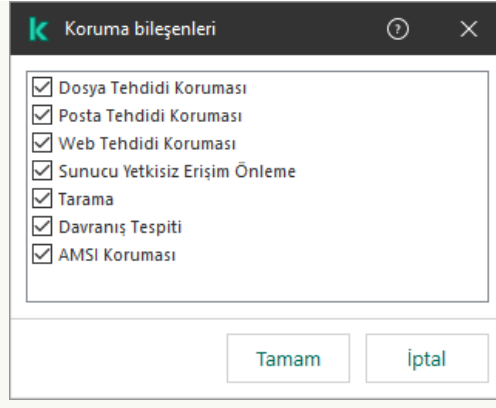 Koruma bileşenleri
Dosya Tehdidi Koruması
Posta Tehdidi Koruması
Web Tehdidi Koruması
Sunucu Yetkisiz Erişim Önleme
Tarama
Davranış Tespiti
AMSI Koruması
Tamam İptal